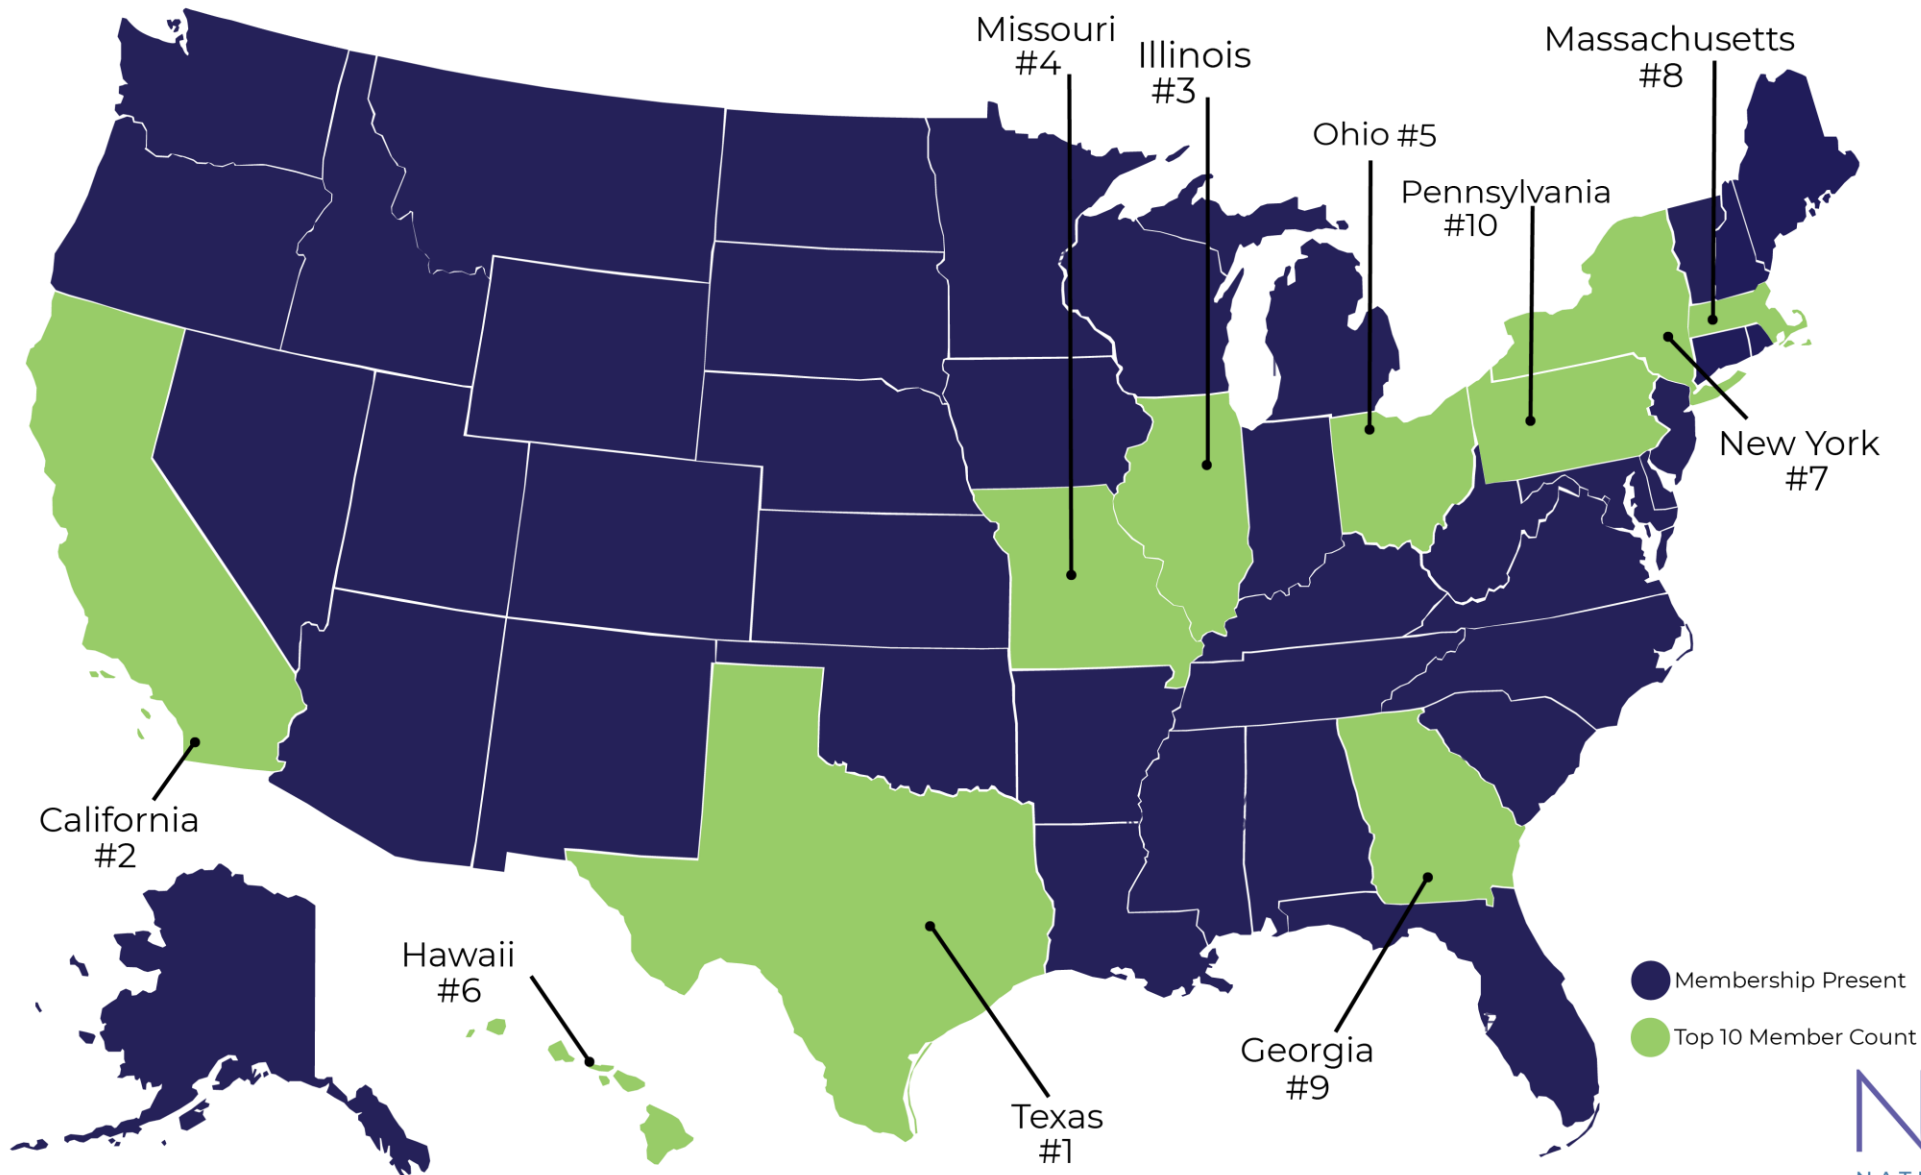 Missouri
#4
Illinois
#3
Massachusetts
#8
Ohio #5
Pennsylvania
#10
New York
#7
California
#2
Hawaii
#6
Texas
#1
Georgia
#9
Membership Present
Top 10 Member Count